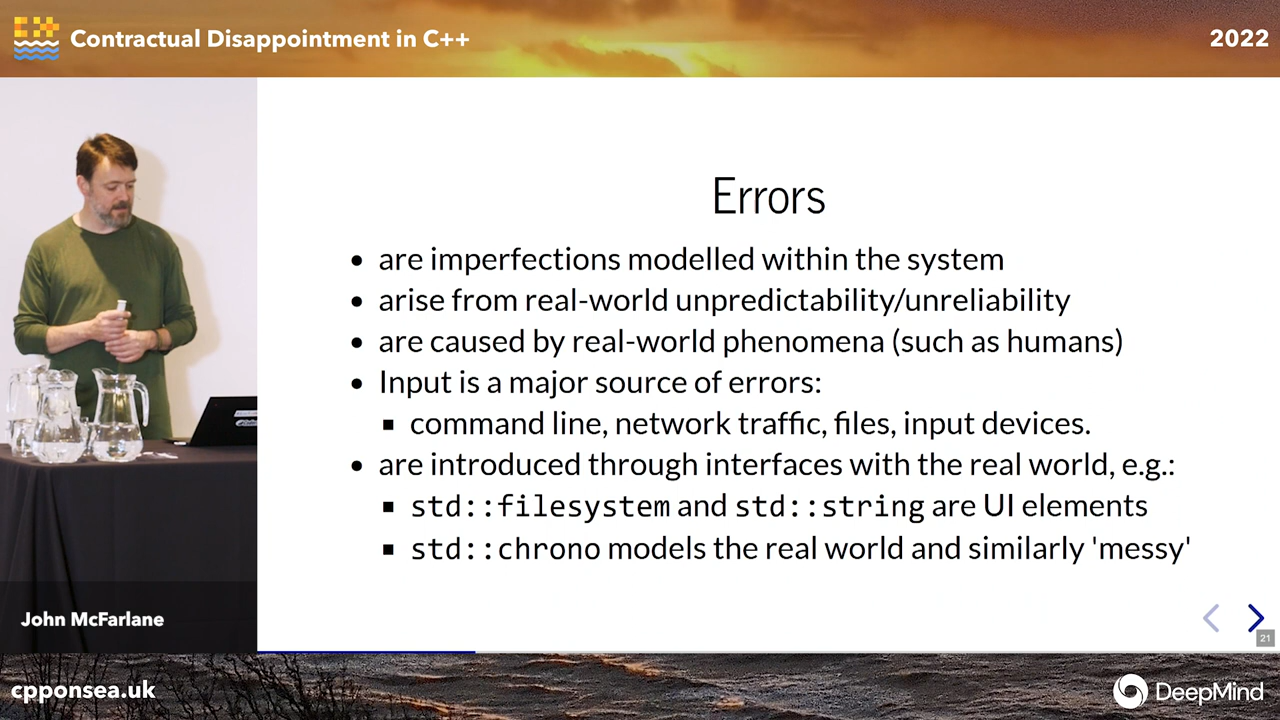 Contractual Disappointment in C++
2022
Errors
are imperfections modelled within the system
arise from real-world unpredictability/unreliability
are caused by real-world phenomena (such as humans)
Input is a major source of errors:
command line, network traffic, files, input devices.
are introduced through interfaces with the real world, e.g.:
std::filesystem and std::string are UI elements
std::chrono models the real world and similarly 'messy'
21
John McFarlane
cpponsea.uk
DeepMind